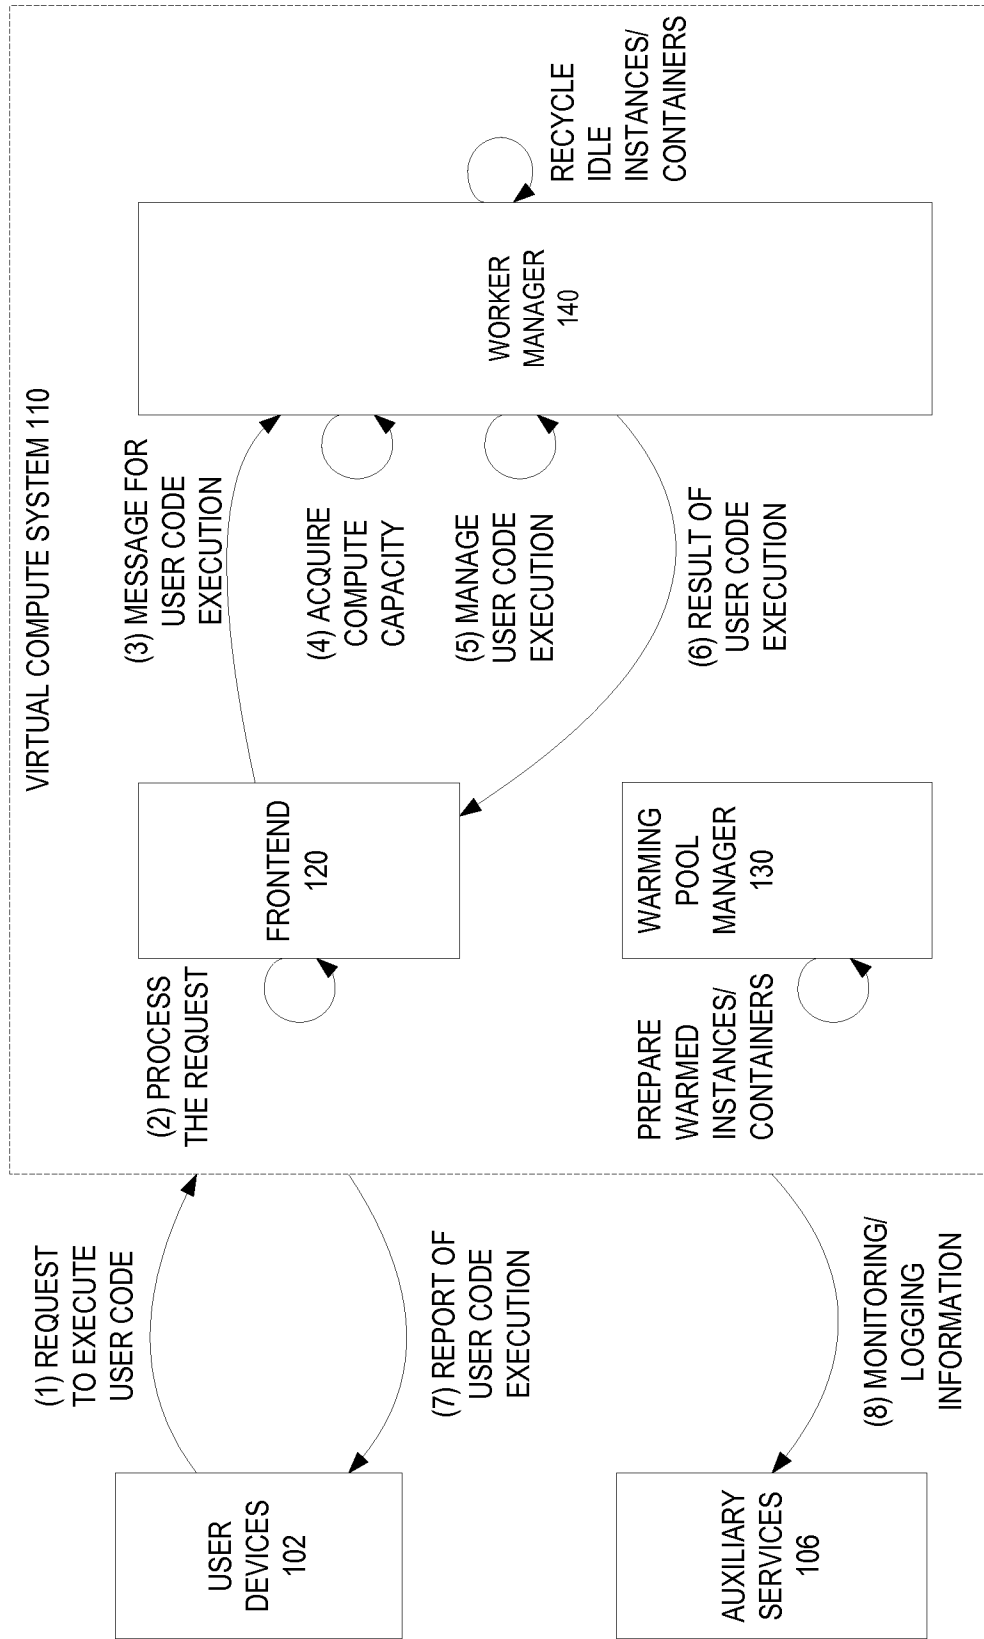 VIRTUAL COMPUTE SYSTEM 110
(1) REQUEST
TO EXECUTE
USER CODE
(2) PROCESS
THE REQUEST
(3) MESSAGE FOR
USER CODE
EXECUTION
USER
DEVICES
102
FRONTEND
120
(4) ACQUIRE
COMPUTE
CAPACITY
(5) MANAGE
USER CODE
EXECUTION
WORKER
MANAGER
140
RECYCLE
IDLE
INSTANCES/
CONTAINERS
(7) REPORT OF
USER CODE
EXECUTION
(6) RESULT OF
USER CODE
EXECUTION
PREPARE
WARMED
INSTANCES/
CONTAINERS
WARMING
POOL
MANAGER
130
AUXILIARY
SERVICES
106
(8) MONITORING/
LOGGING
INFORMATION